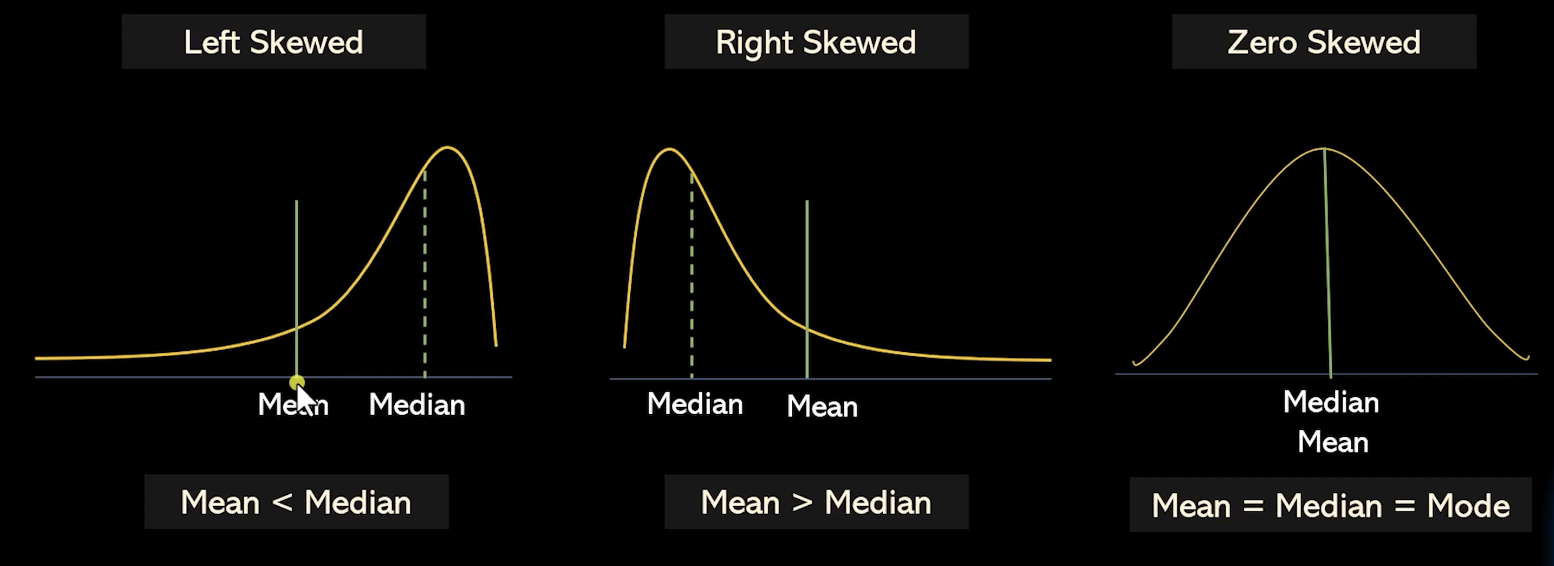 Left Skewed
Right Skewed
Zero Skewed
Mean
Median
Median
Mean
Median
Mean
Mean < Median
Mean > Median
Mean = Median = Mode